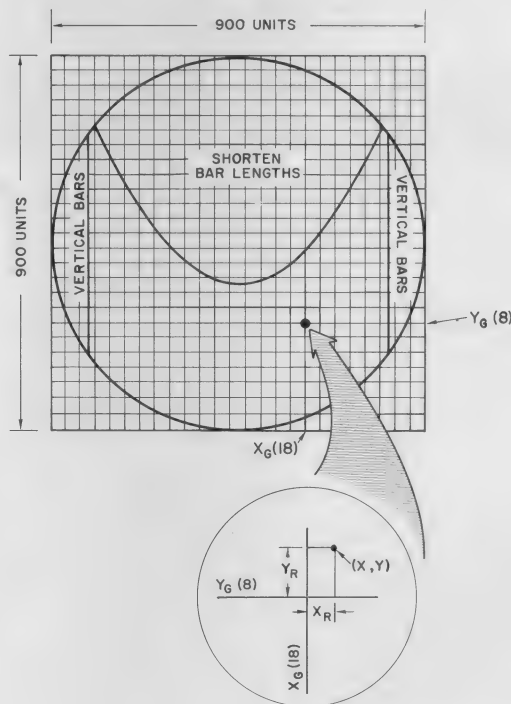 900 UNITS
900 UNITS
SHORTEN
BAR LENGTHS
VERTICAL BARS
VERTICAL BARS
Y_G (8)
X_G(18)
Y_R
(X,Y)
Y_G (8)
X_R
X_G(18)